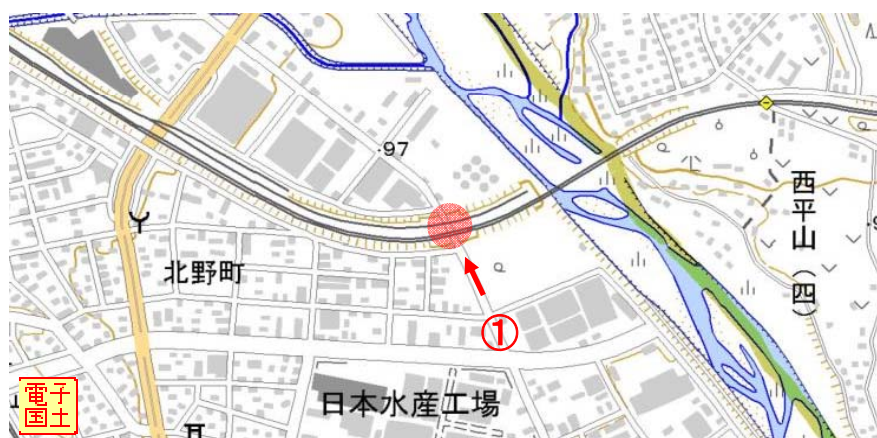 ・97
西平山(四)
・9
北野町
①
日本水産工場
電子
国土